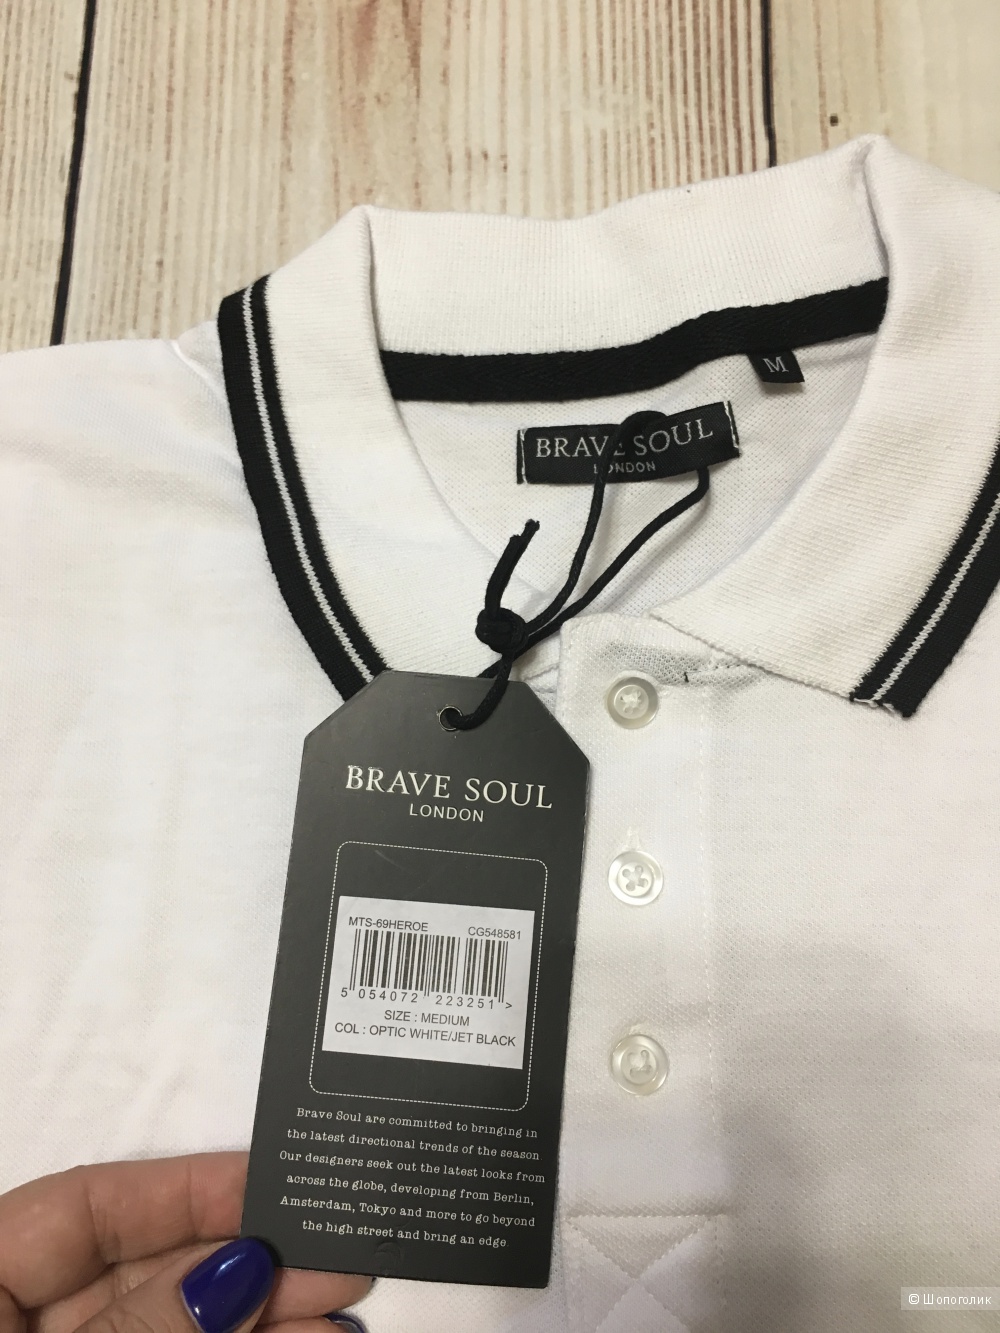 M
BRAVE SOUL
LONDON
BRAVE SOUL
LONDON
MTS-69HEROE CG548581
5 054072 223251 >
SIZE : MEDIUM
COL : OPTIC WHITE/JET BLACK
Brave Soul are committed to bringing in
the latest directional trends of the season
Our designers seek out the latest looks from
across the globe, developing from Berlin,
Amsterdam, Tokyo and more to go beyond
the high street and bring an edge
© Шопоголик